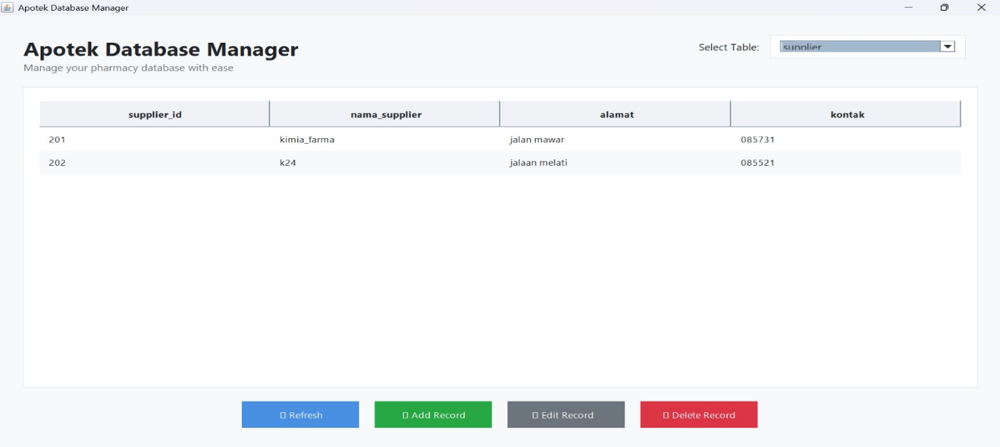 Apotek Database Manager
Apotek Database Manager
Manage your pharmacy database with ease
Select Table: supplier
supplier_id nama_supplier alamat kontak
201 kimia_farma jalan mawar 085731
202 k24 jalaan melati 085521
Refresh Add Record Edit Record Delete Record